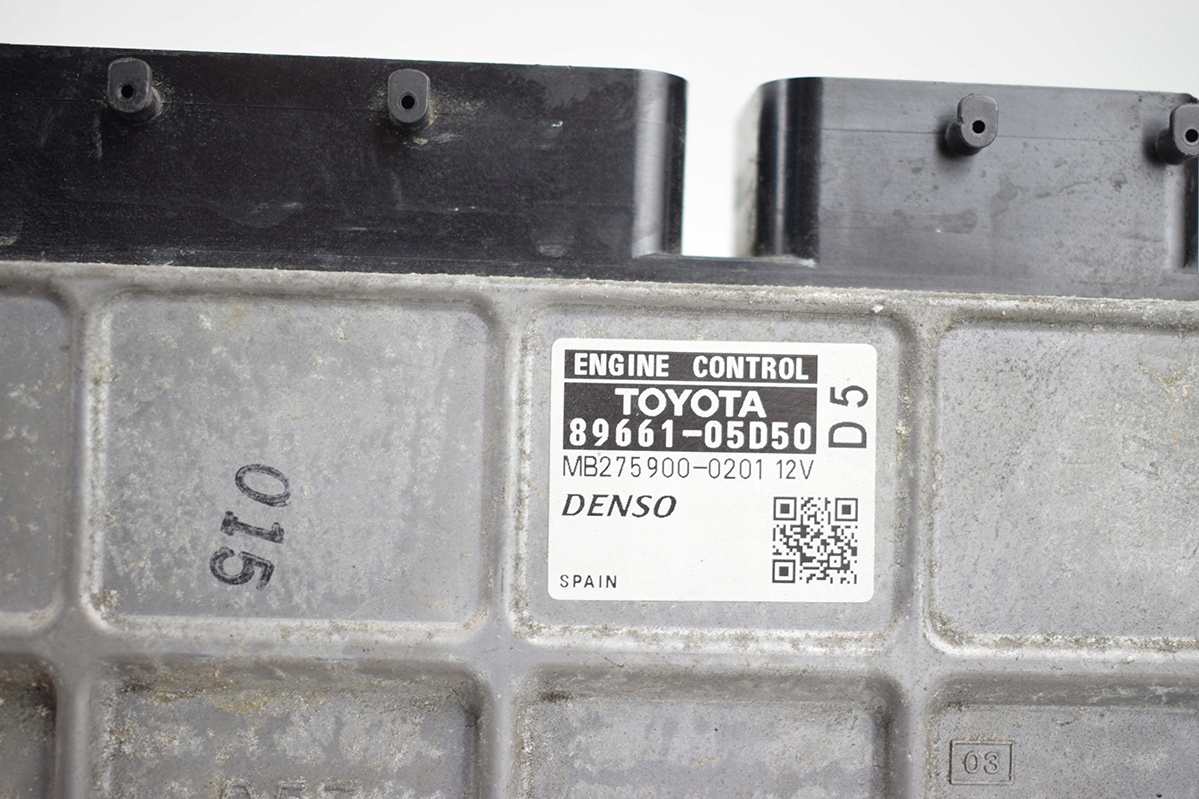 ENGINE CONTROL
TOYOTA
89661-05D50
D5
MB275900-0201 12V
DENSO
SPAIN
015
03